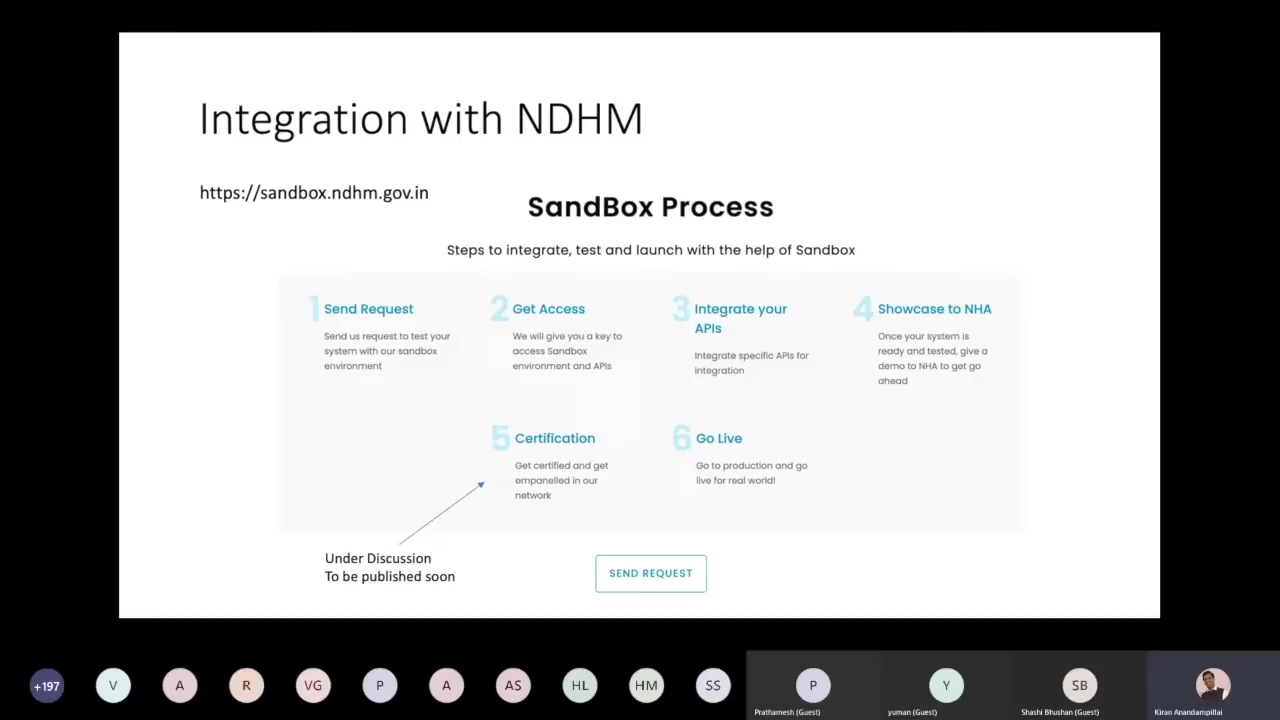 Integration with NDHM
https://sandbox.ndhm.gov.in
SandBox Process
Steps to integrate, test and launch with the help of Sandbox
1 Send Request
Send us request to test your
system with our sandbox
environment
2 Get Access
We will give you a key to
access Sandbox
environment and APIs
3 Integrate your
APIs
Integrate specific APIs for
integration
4 Showcase to NHA
Once your system is
ready and tested, give a
demo to NHA to get go
ahead
5 Certification
Get certified and get
empanelled in our
network
6 Go Live
Go to production and go
live for real world!
Under Discussion
To be published soon
SEND REQUEST
+197
V
A
R
VG
P
A
AS
HL
HM
SS
P
Prathamesh (Guest)
Y
yuman (Guest)
SB
Shashi Bhushan (Guest)
Kiran Anandampillai